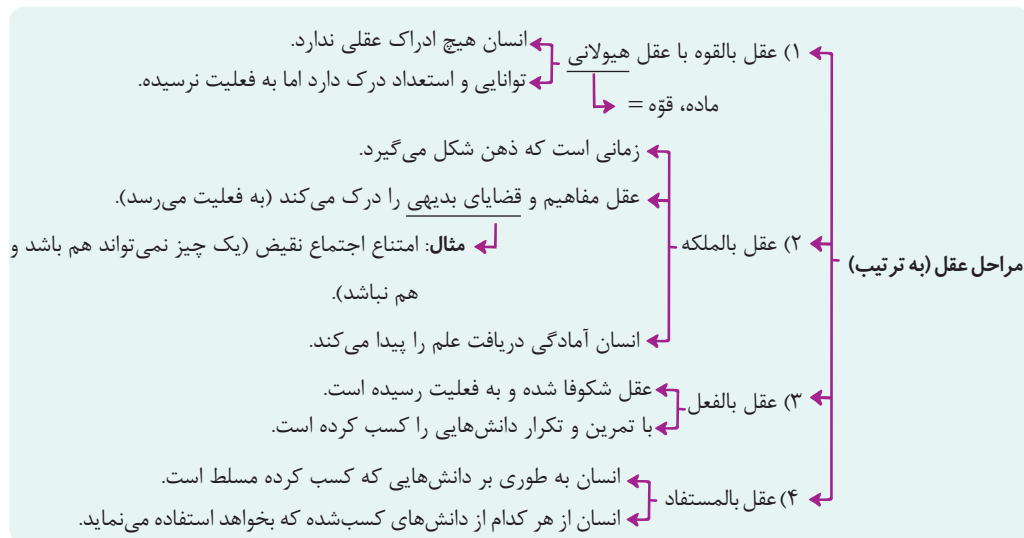 مراحل عقل (به ترتیب)
۱) عقل بالقوه با عقل هیولانی
انسان هیچ ادراک عقلی ندارد.
توانایی و استعداد درک دارد اما به فعلیت نرسیده.
ماده، قوّه =
۲) عقل بالملکه
زمانی است که ذهن شکل می‌گیرد.
عقل مفاهیم و قضایای بدیهی را درک می‌کند (به فعلیت می‌رسد).
مثال: امتناع اجتماع نقیض (یک چیز نمی‌تواند هم باشد و
هم نباشد).
انسان آمادگی دریافت علم را پیدا می‌کند.
۳) عقل بالفعل
عقل شکوفا شده و به فعلیت رسیده است.
با تمرین و تکرار دانش‌هایی را کسب کرده است.
۴) عقل بالمستفاد
انسان به طوری بر دانش‌هایی که کسب کرده مسلط است.
انسان از هر کدام از دانش‌های کسب‌شده که بخواهد استفاده می‌نماید.